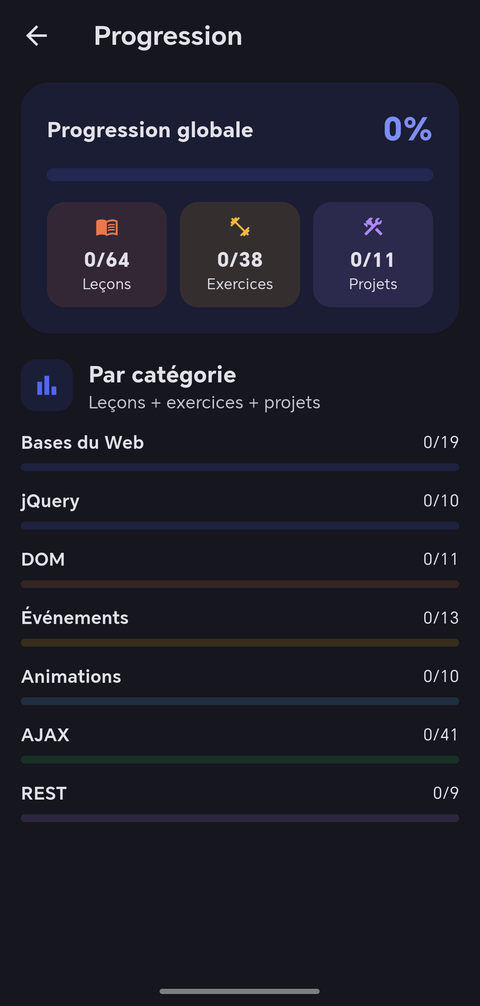 Progression
Progression globale 0%
0/64 0/38 0/11
Leçons Exercices Projets
Par catégorie
Leçons + exercices + projets
Bases du Web 0/19
jQuery 0/10
DOM 0/11
Événements 0/13
Animations 0/10
AJAX 0/41
REST 0/9